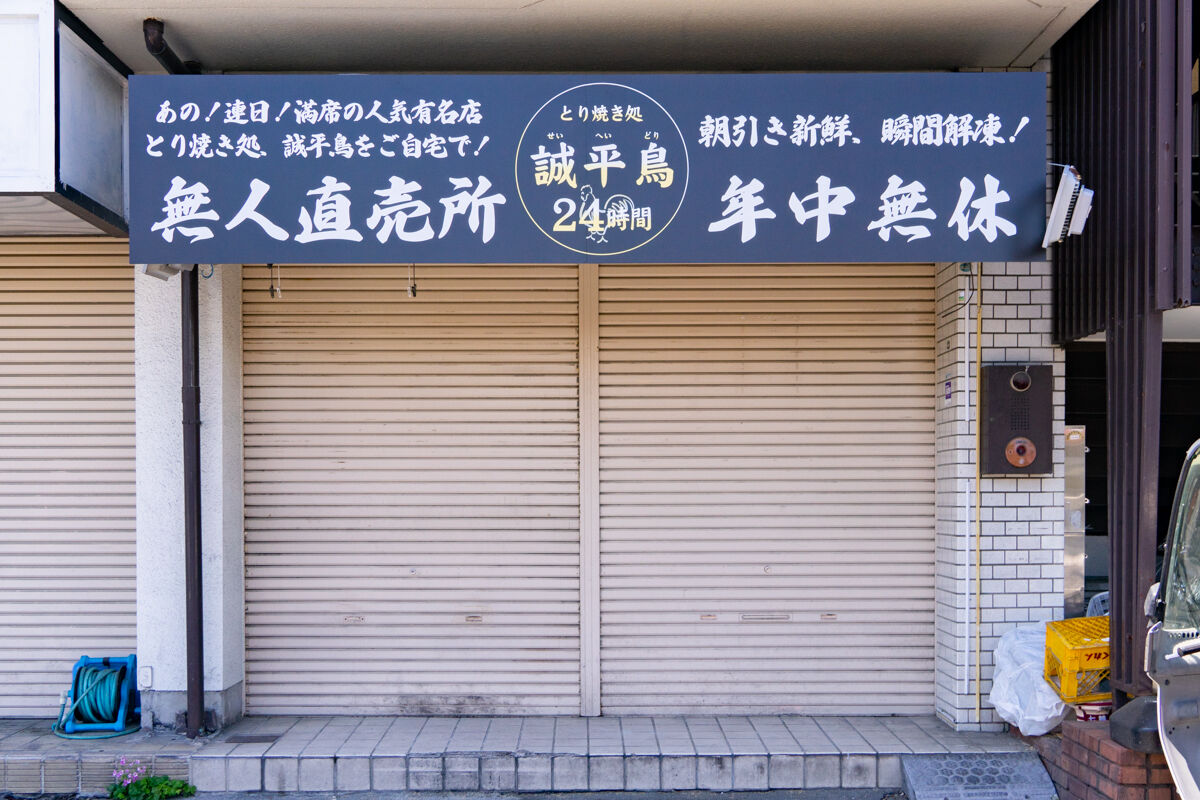 あの！連日！満席の人気有名店
とり焼き処、誠平鳥をご自宅で！
無人直売所
とり焼き処
せい へい どり
誠平鳥
24時間
朝引き新鮮、瞬間解凍！
年中無休